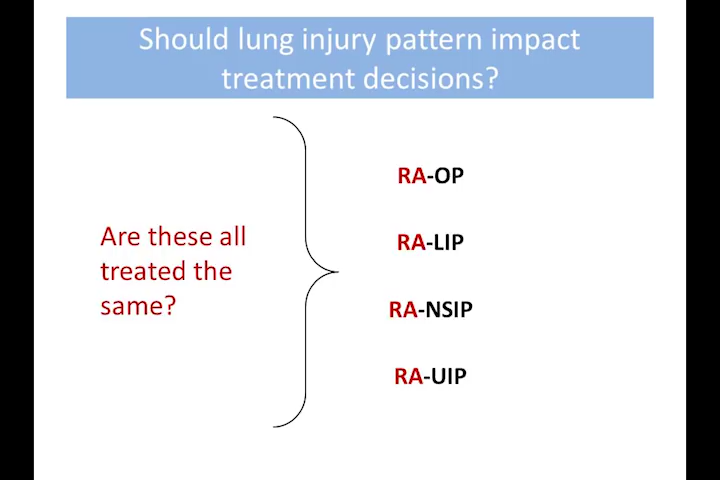 Should lung injury pattern impact
treatment decisions?
Are these all
treated the
same?
RA-OP
RA-LIP
RA-NSIP
RA-UIP